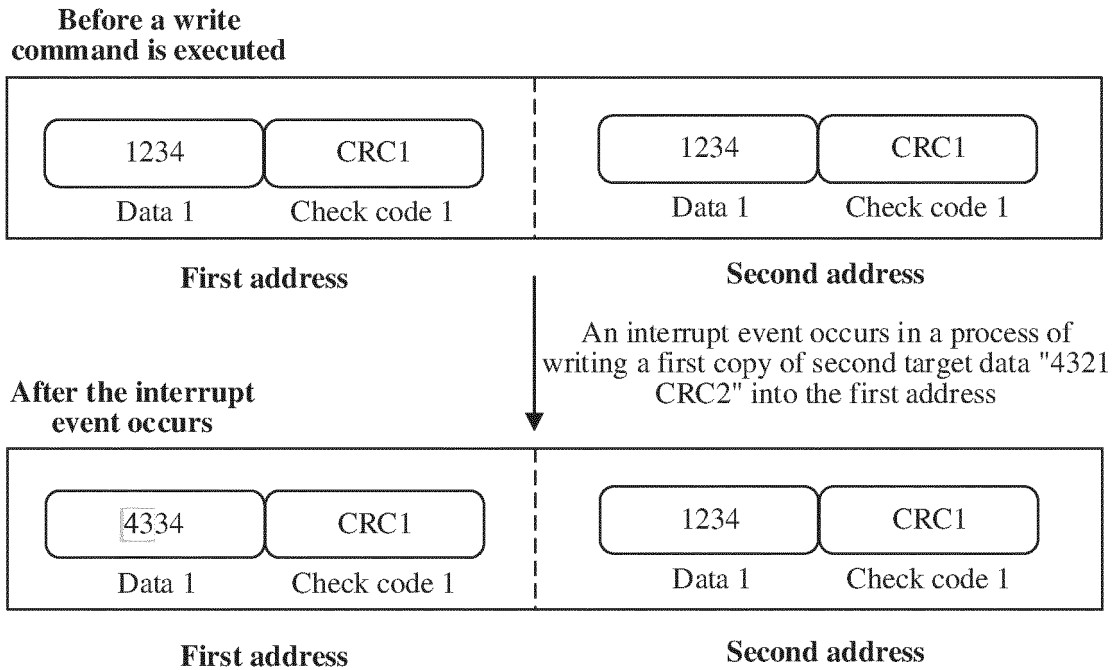 Before a write
command is executed
1234 CRC1 1234 CRC1
Data 1 Check code 1 Data 1 Check code 1
First address Second address
An interrupt event occurs in a process of
writing a first copy of second target data "4321
CRC2" into the first address
After the interrupt
event occurs
4334 CRC1 1234 CRC1
Data 1 Check code 1 Data 1 Check code 1
First address Second address